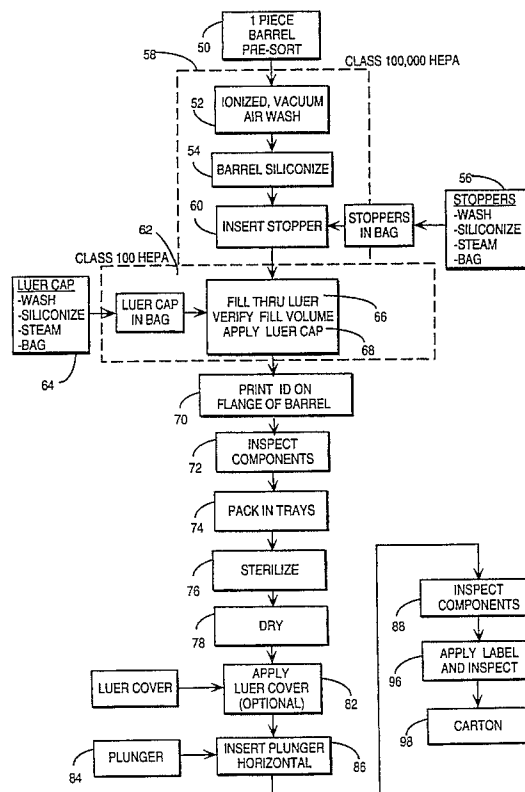 1 PIECE
BARREL
PRE-SORT
50
58
CLASS 100,000 HEPA
IONIZED, VACUUM
AIR WASH
52
54
BARREL SILICONIZE
56
STOPPERS
-WASH
-SILICONIZE
-STEAM
-BAG
60
INSERT STOPPER
STOPPERS
IN BAG
62
CLASS 100 HEPA
LUER CAP
-WASH
-SILICONIZE
-STEAM
-BAG
64
LUER CAP
IN BAG
FILL THRU LUER
VERIFY FILL VOLUME
APPLY LUER CAP
66
68
PRINT ID ON
FLANGE OF BARREL
70
INSPECT
COMPONENTS
72
PACK IN TRAYS
74
STERILIZE
76
DRY
78
LUER COVER
APPLY
LUER COVER
(OPTIONAL)
82
PLUNGER
84
INSERT PLUNGER
HORIZONTAL
86
INSPECT
COMPONENTS
88
APPLY LABEL
AND INSPECT
96
CARTON
98